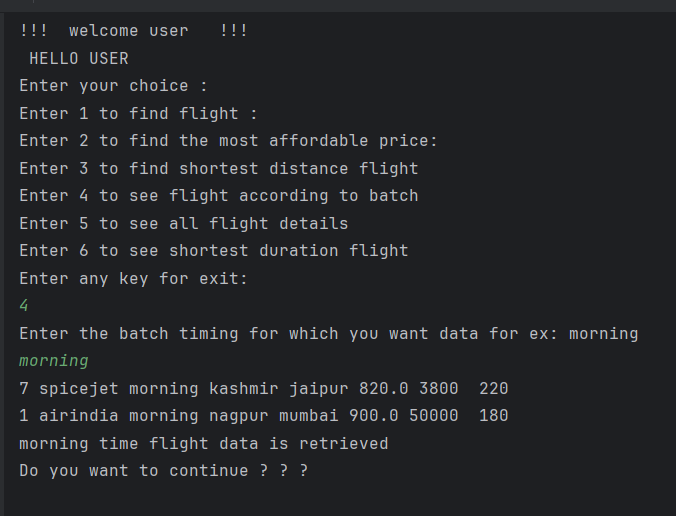 !!!  welcome user   !!!
 HELLO USER
Enter your choice :
Enter 1 to find flight :
Enter 2 to find the most affordable price:
Enter 3 to find shortest distance flight
Enter 4 to see flight according to batch
Enter 5 to see all flight details
Enter 6 to see shortest duration flight
Enter any key for exit:
4
Enter the batch timing for which you want data for ex: morning
morning
7 spicejet morning kashmir jaipur 820.0 3800  220
1 airindia morning nagpur mumbai 900.0 50000  180
morning time flight data is retrieved
Do you want to continue ? ? ?